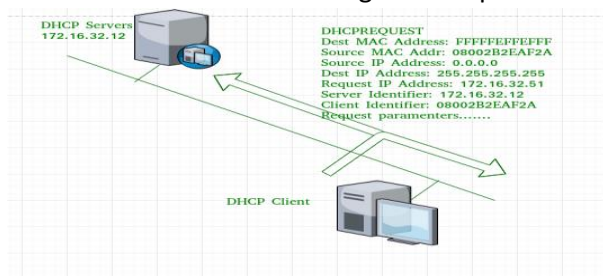 DHCP Servers
172.16.32.12
DHCPREQUEST
Dest MAC Address: FFFFFEFFEFFF
Source MAC Addr: 08002B2EAF2A
Source IP Address: 0.0.0.0
Dest IP Address: 255.255.255.255
Request IP Address: 172.16.32.51
Server Identifier: 172.16.32.12
Client Identifier: 08002B2EAF2A
Request paramenters.......
DHCP Client